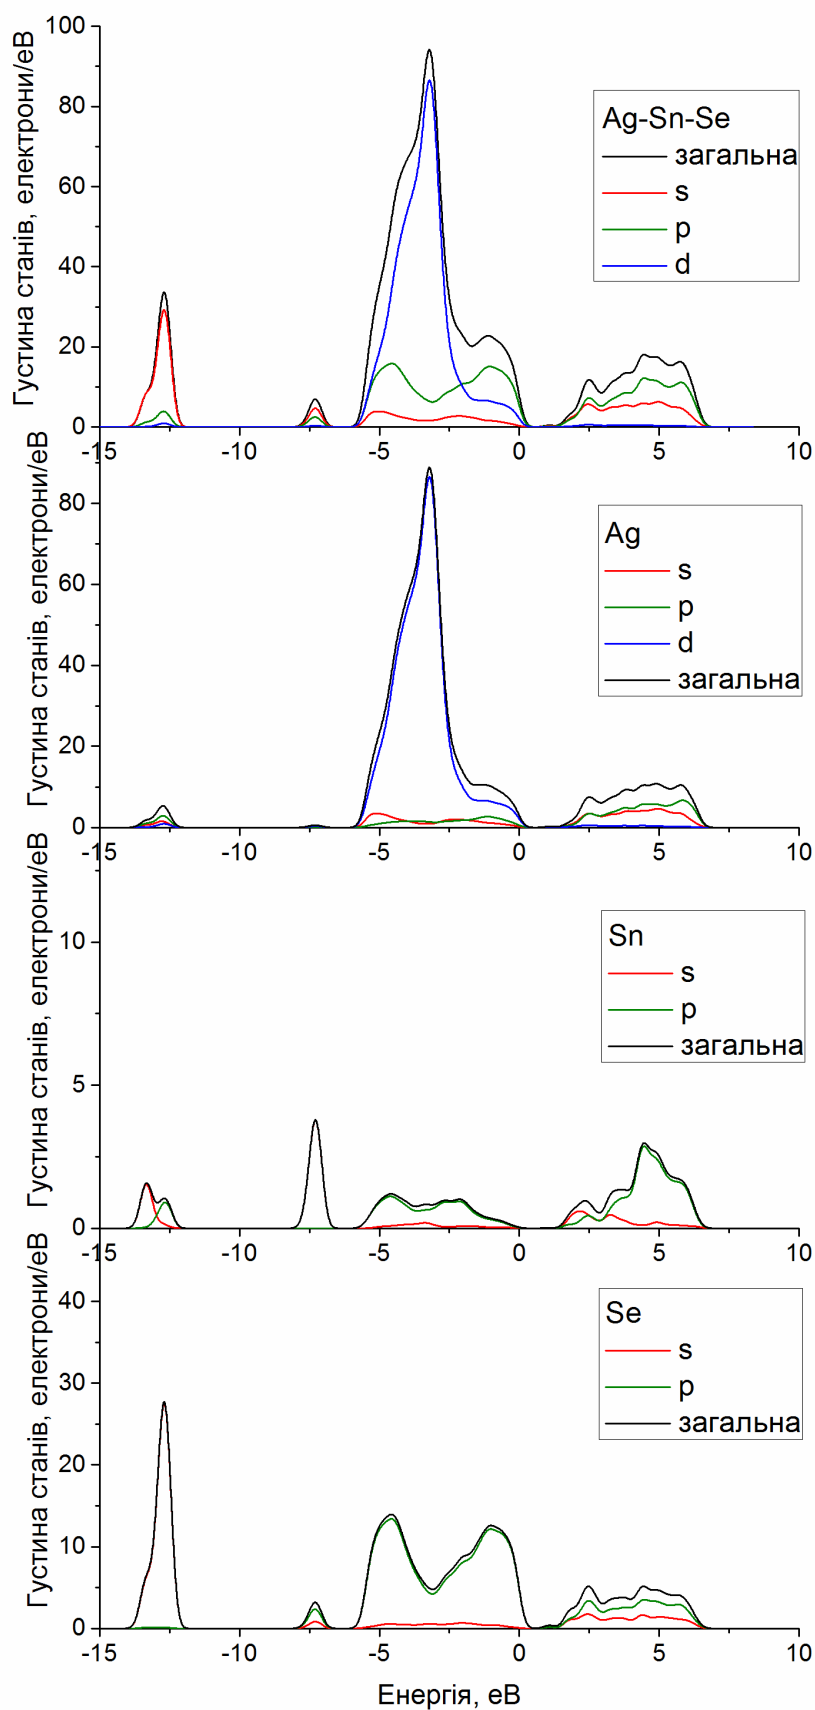 Густина станів, електрони/еВ
100
80
60
40
20
0
-15
-10
-5
0
5
10
Ag-Sn-Se
загальна
s
p
d
Густина станів, електрони/еВ
80
60
40
20
0
-15
-10
-5
0
5
10
Ag
s
p
d
загальна
Густина станів, електрони/еВ
10
5
0
-15
-10
-5
0
5
10
Sn
s
p
загальна
Густина станів, електрони/еВ
40
30
20
10
0
-15
-10
-5
0
5
10
Se
s
p
загальна
Енергія, еВ